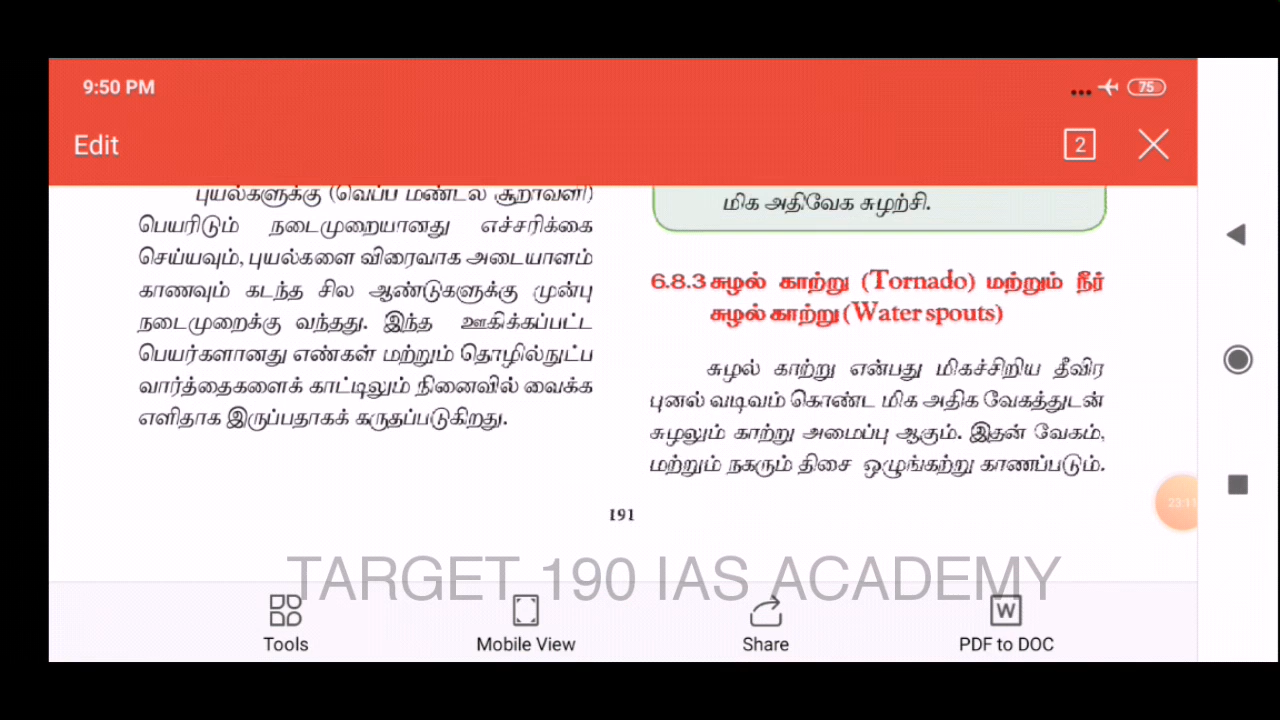 9:50 PM
75
Edit
2
புயல்களுக்கு (வெப்ப மண்டல சூறாவளி)
பெயரிடும் நடைமுறையானது எச்சரிக்கை
செய்யவும், புயல்களை விரைவாக அடையாளம்
காணவும் கடந்த சில ஆண்டுகளுக்கு முன்பு
நடைமுறைக்கு வந்தது. இந்த ஊகிக்கப்பட்ட
பெயர்களானது எண்கள் மற்றும் தொழில்நுட்ப
வார்த்தைகளைக் காட்டிலும் நினைவில் வைக்க
எளிதாக இருப்பதாகக் கருதப்படுகிறது.
மிக அதிவேக சுழற்சி.
6.8.3 சுழல் காற்று (Tornado) மற்றும் நீர்
சுழல் காற்று (Water spouts)
சுழல் காற்று என்பது மிகச்சிறிய தீவிர
புனல் வடிவம் கொண்ட மிக அதிக வேகத்துடன்
சுழலும் காற்று அமைப்பு ஆகும். இதன் வேகம்,
மற்றும் நகரும் திசை ஒழுங்கற்று காணப்படும்.
23:11
191
TARGET 190 IAS ACADEMY
Tools
Mobile View
Share
W
PDF to DOC